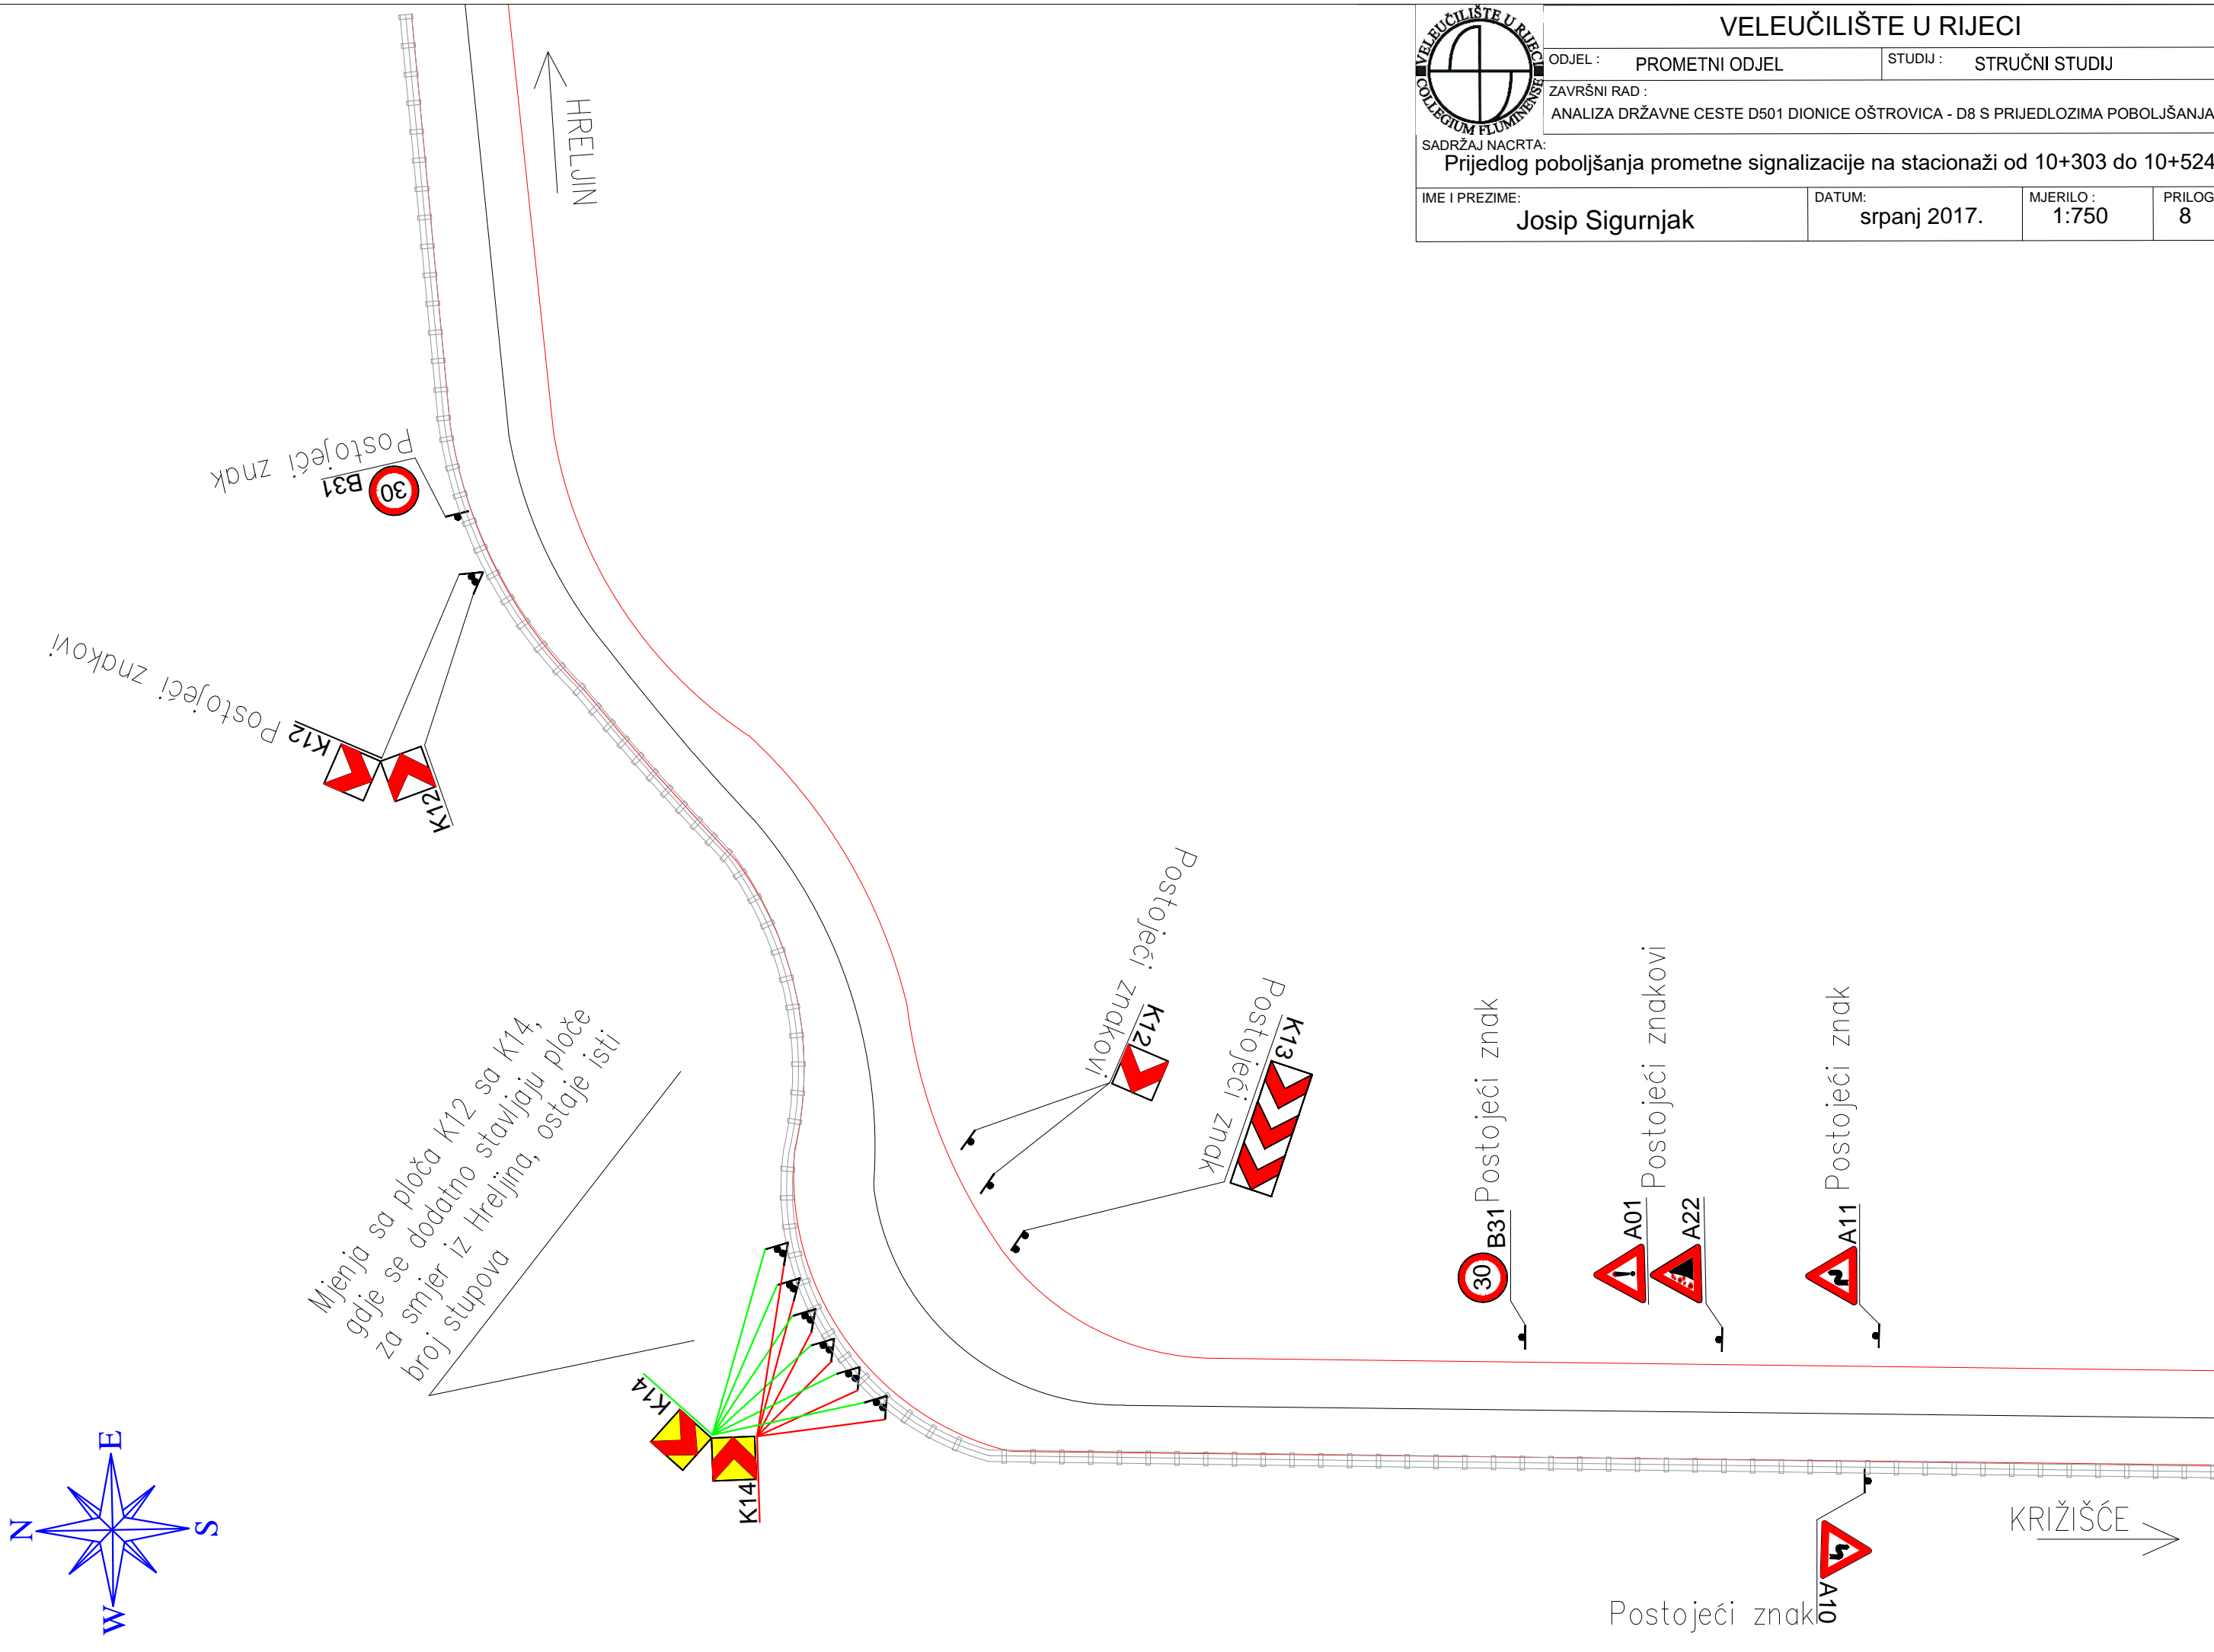 VELEUČILIŠTE U RIJECI
COLLEGIUM FLUMINENSE
VELEUČILIŠTE U RIJECI
ODJEL : PROMETNI ODJEL
STUDIJ : STRUČNI STUDIJ
ZAVRŠNI RAD :
ANALIZA DRŽAVNE CESTE D501 DIONICE OŠTROVICA - D8 S PRIJEDLOZIMA POBOLJŠANJA
SADRŽAJ NACRTA:
Prijedlog poboljšanja prometne signalizacije na stacionaži od 10+303 do 10+524
IME I PREZIME:
Josip Sigurnjak
DATUM:
srpanj 2017.
MJERILO :
1:750
PRILOG
8
HRELJIN
Postojeći znak
B31
30
Postojeći znakovi
K12
K12
Postojeći znakovi
K12
Postojeći znak
K13
Mjenja sa ploča K12 sa K14,
gdje se dodatno stavljaju ploče
za smjer iz Hreljina, ostaje isti
broj stupova
K14
K14
Postojeći znak
B31
30
Postojeći znakovi
A01
A22
Postojeći znak
A11
KRIŽIŠĆE
Postojeći znak
A10
N
E
S
W